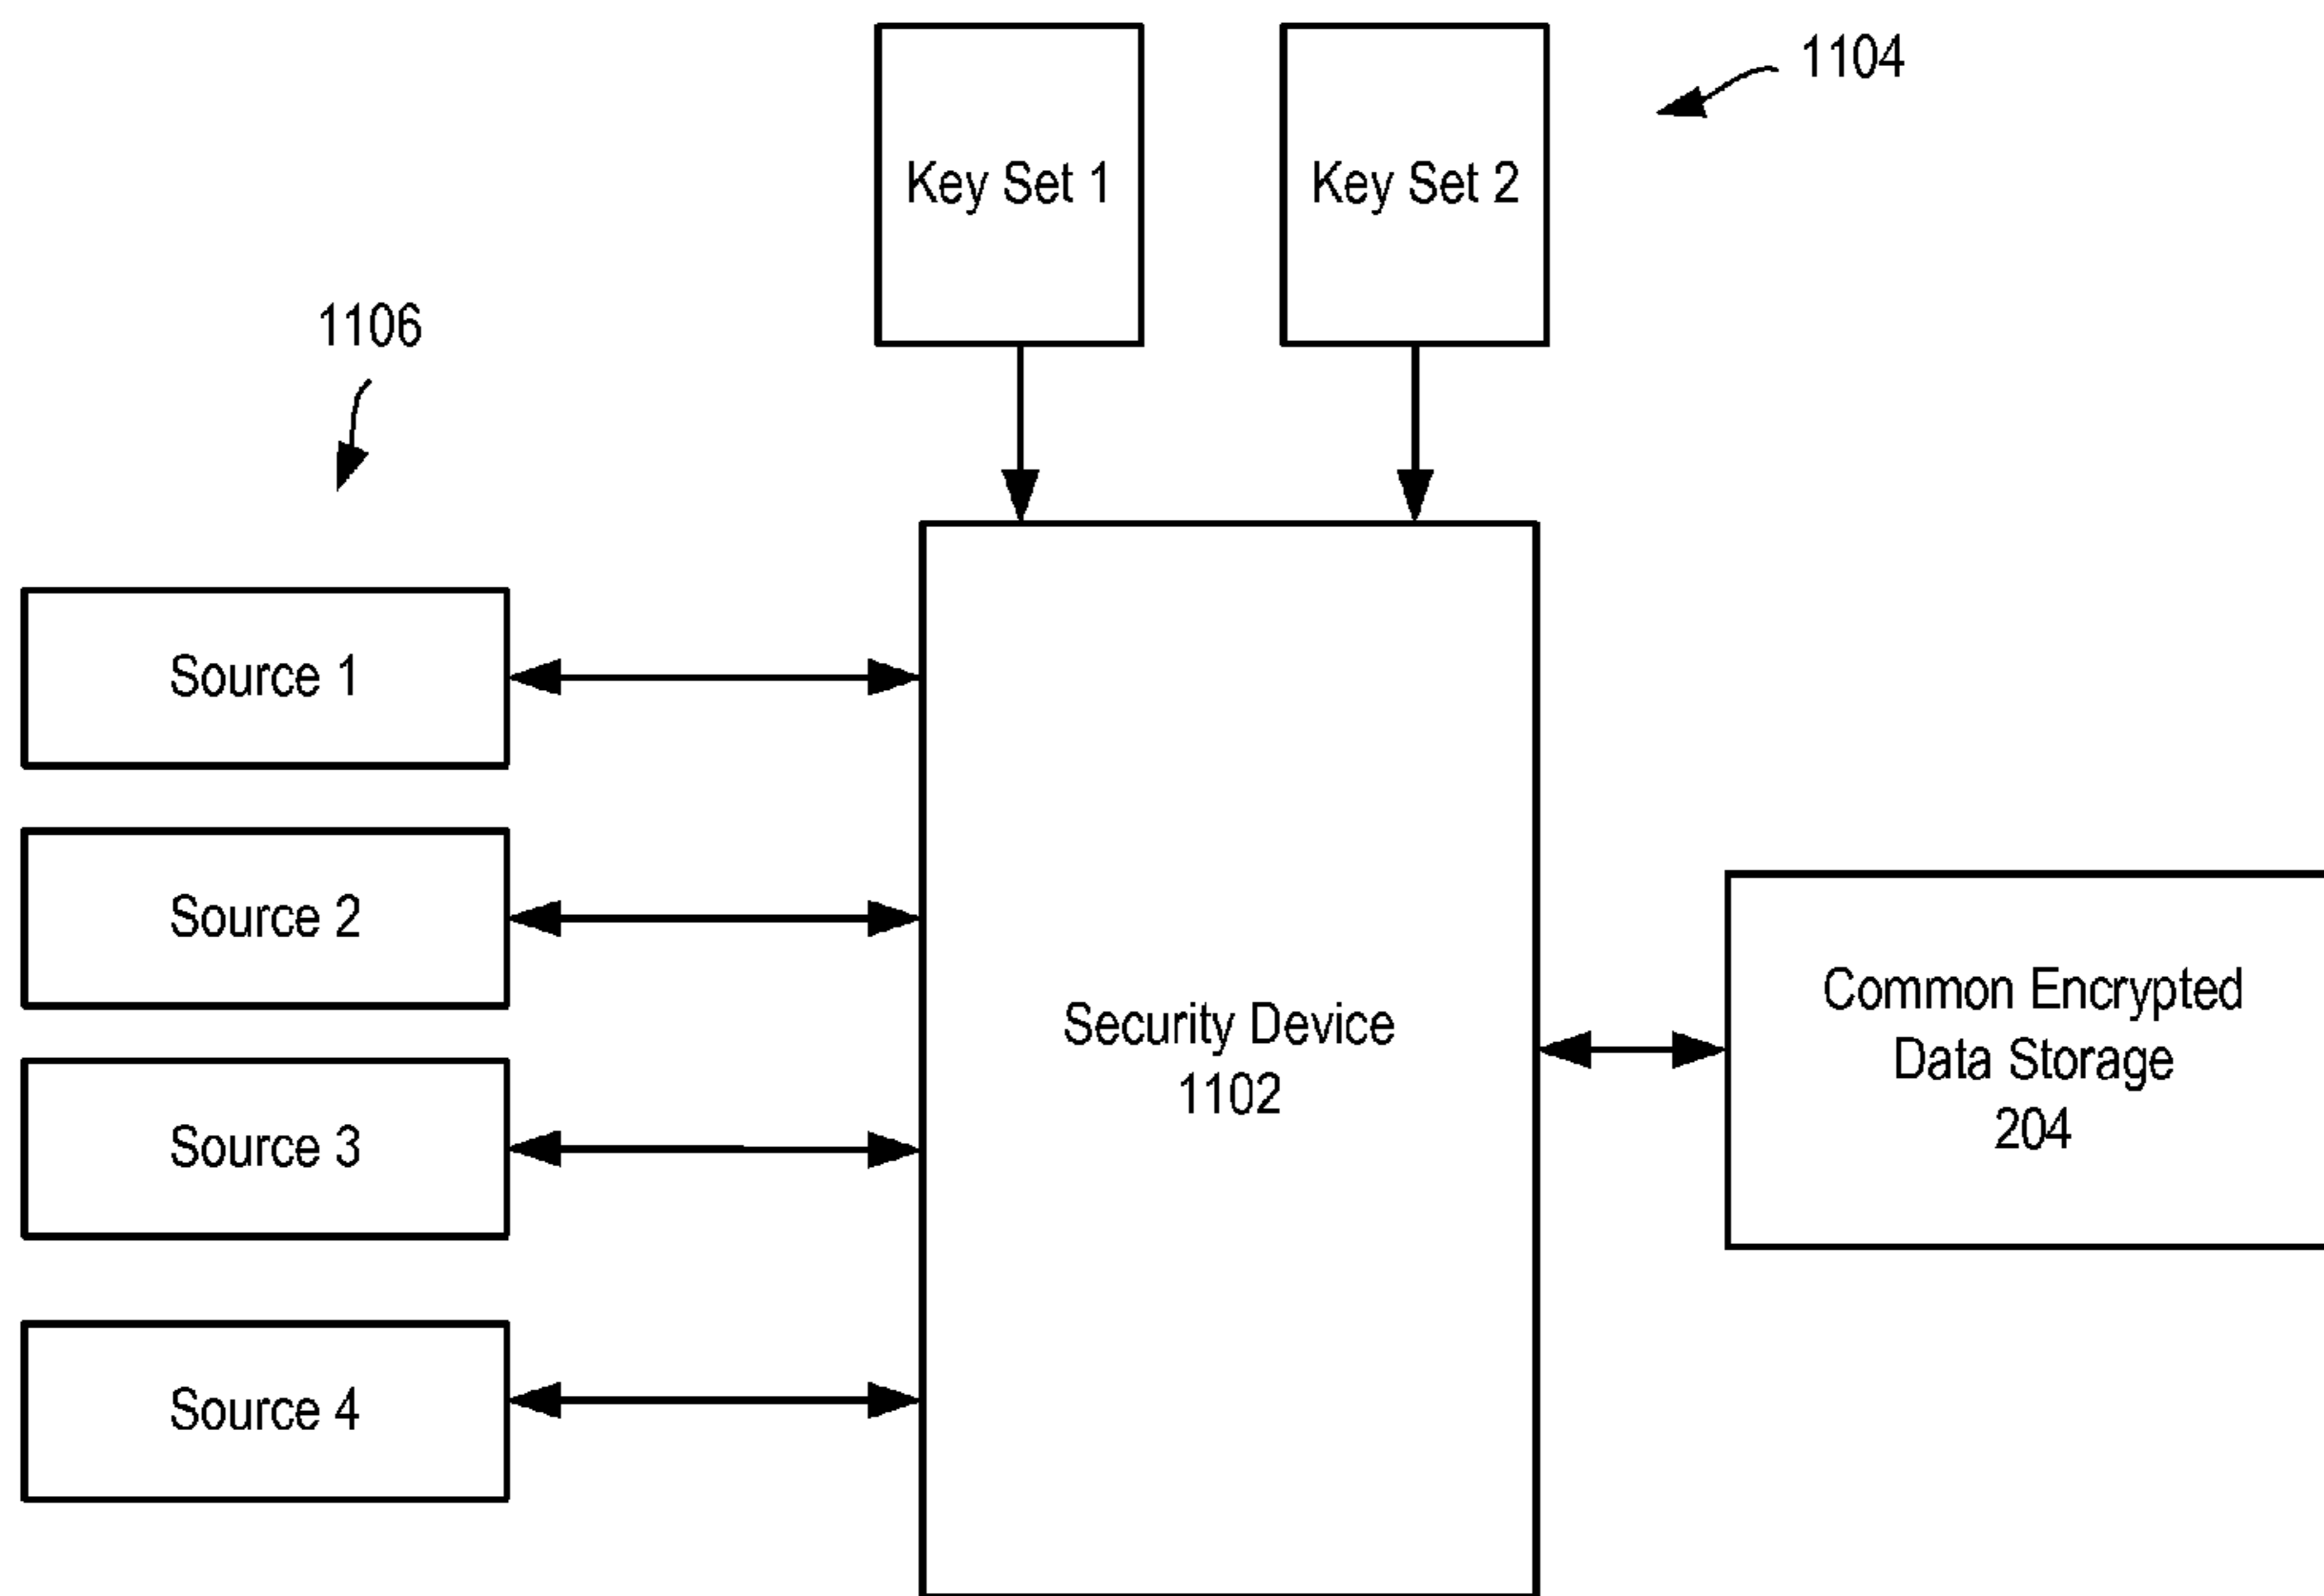 1104
Key Set 1
Key Set 2
1106
Source 1
Source 2
Source 3
Source 4
Security Device
1102
Common Encrypted
Data Storage
204